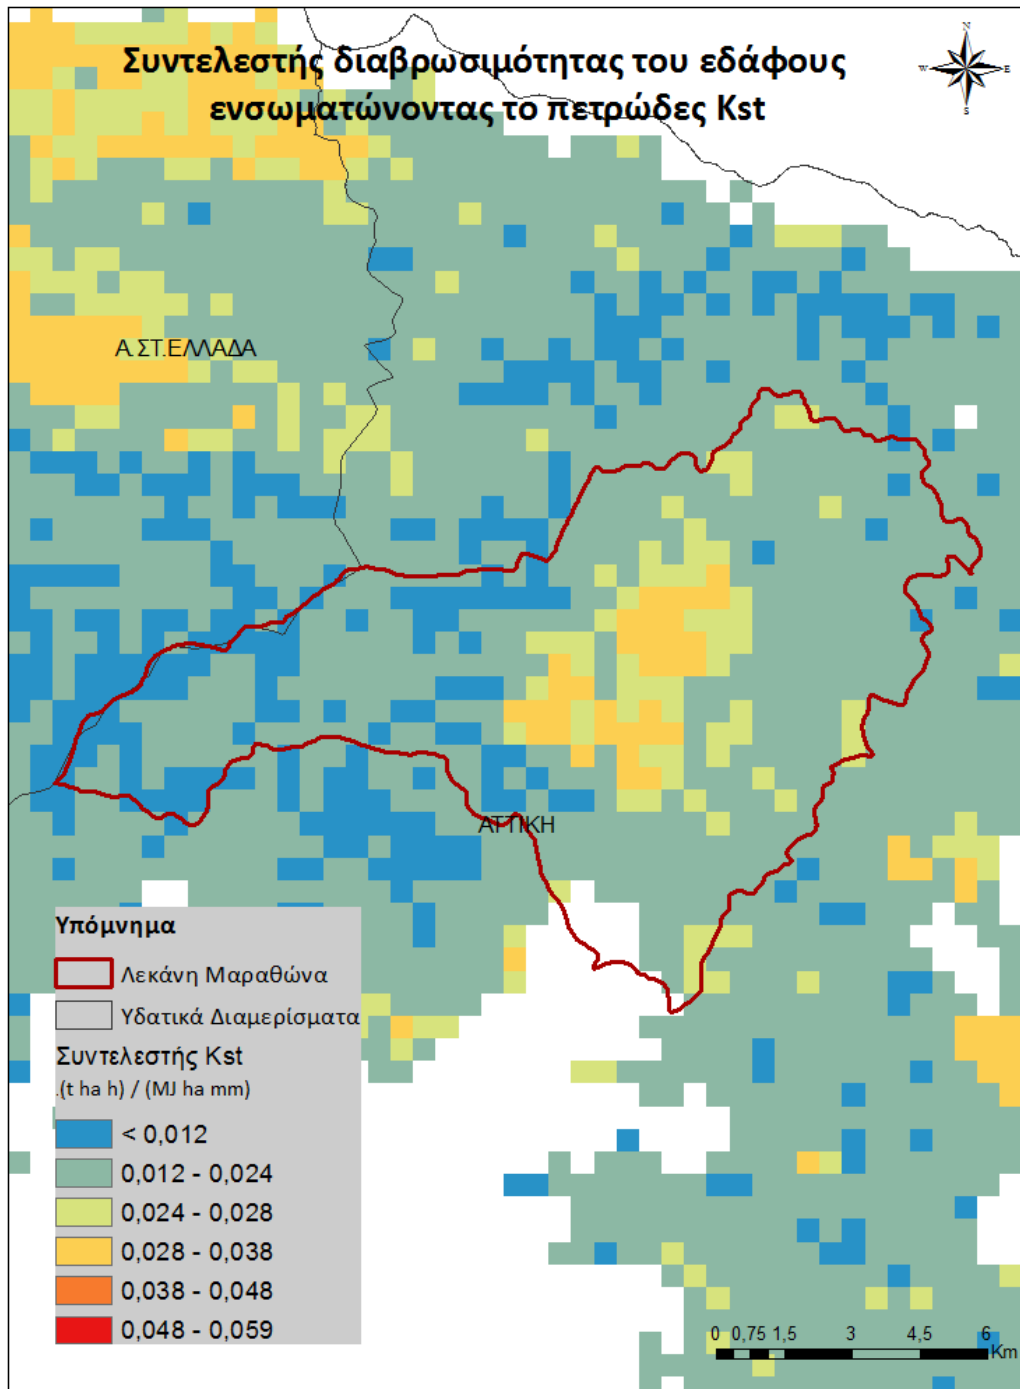 Συντελεστής διαβρωσιμότητας του εδάφους
ενσωματώνοντας το πετρώδες Kst
N
W E
S
Α.ΣΤ.ΕΛΛΑΔΑ
ΑΤΤΙΚΗ
Υπόμνημα
Λεκάνη Μαραθώνα
Υδατικά Διαμερίσματα
Συντελεστής Kst
.(t ha h) / (MJ ha mm)
< 0,012
0,012 - 0,024
0,024 - 0,028
0,028 - 0,038
0,038 - 0,048
0,048 - 0,059
0 0,75 1,5 3 4,5 6
Km